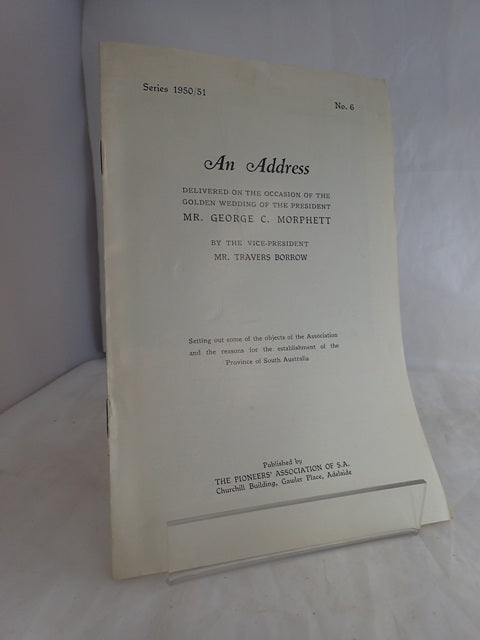 Series 1950/51
No. 6
An Address
DELIVERED ON THE OCCASION OF THE
GOLDEN WEDDING OF THE PRESIDENT
MR. GEORGE C. MORPHETT
BY THE VICE-PRESIDENT
MR. TRAVERS BORROW
Setting out some of the objects of the Association
and the reasons for the establishment of the
Province of South Australia
Published by
THE PIONEERS' ASSOCIATION OF S.A.
Churchill Building, Gawler Place, Adelaide